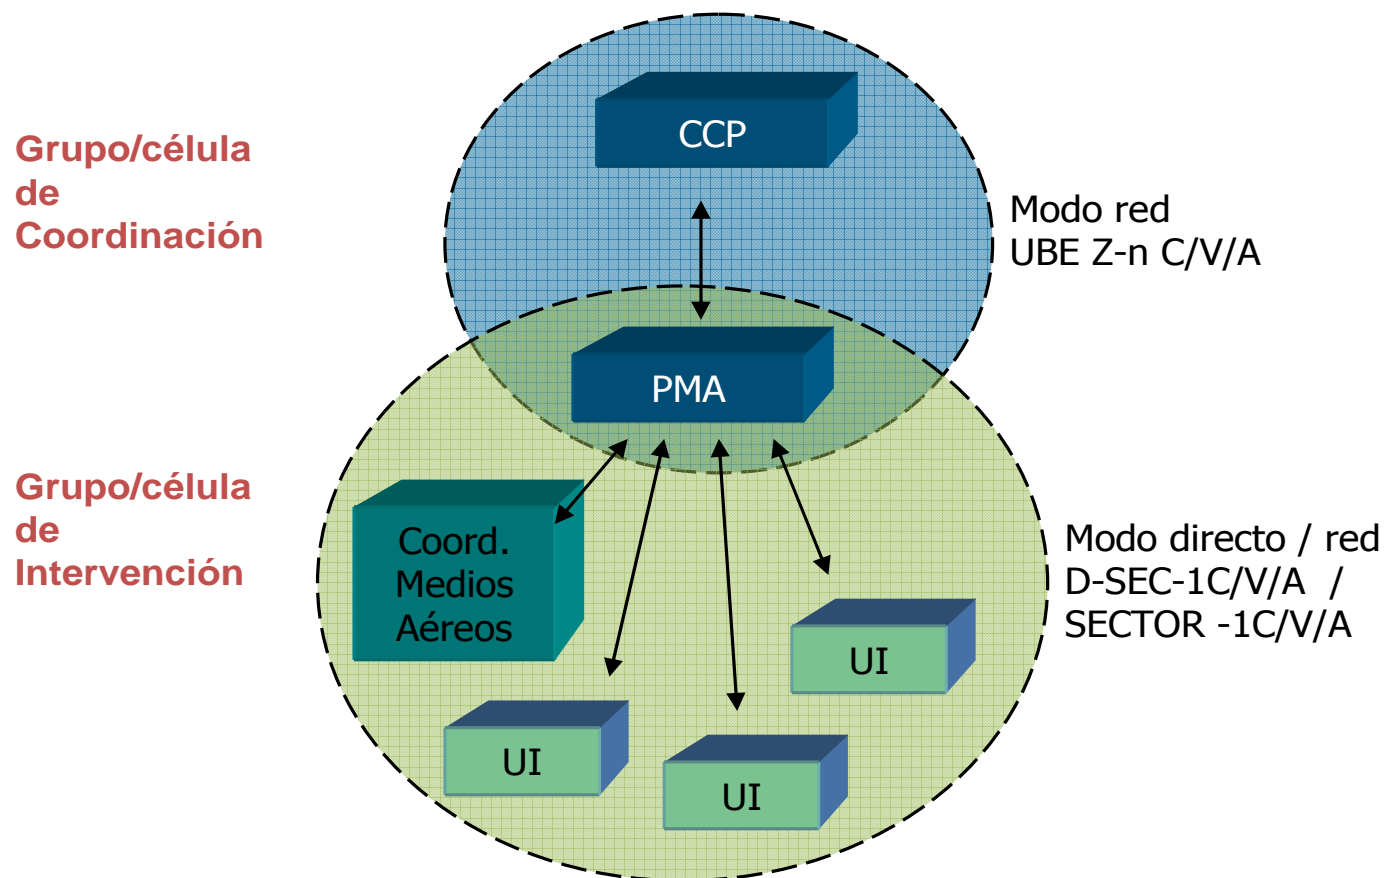 CCP
Grupo/célula
de
Coordinación
Modo red
UBE Z-n C/V/A
PMA
Grupo/célula
de
Intervención
Coord.
Medios
Aéreos
Modo directo / red
D-SEC-1C/V/A  /
SECTOR -1C/V/A
UI
UI
UI